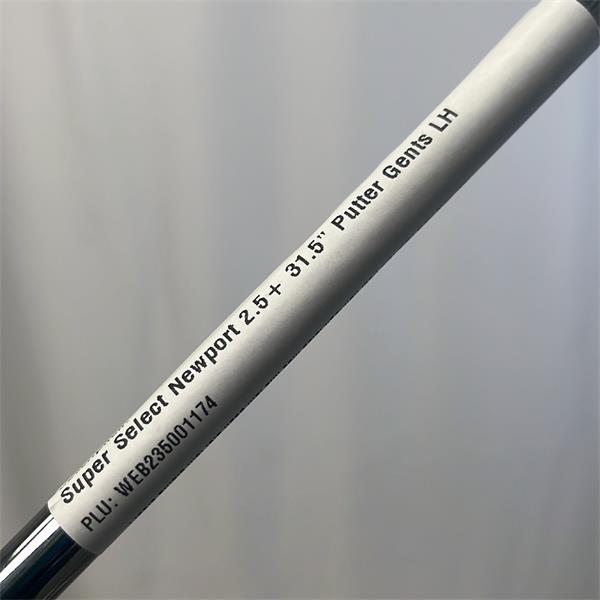 Super Select Newport 2.5+ 31.5" Putter Gents LH
PLU: WEB235001174